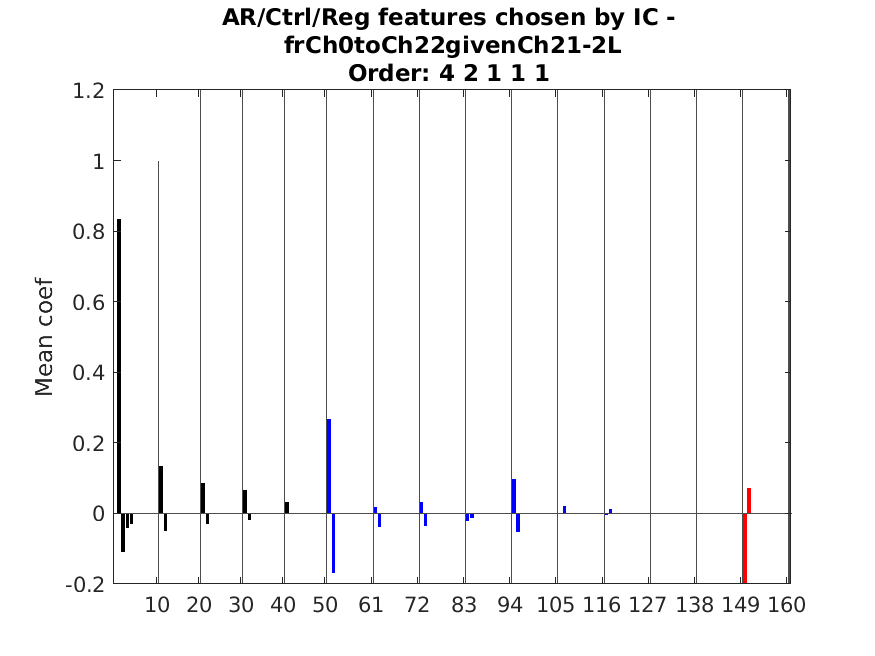 AR/Ctrl/Reg features chosen by IC -
frCh0toCh22givenCh21-2L
Order: 4 2 1 1 1
1.2
1
0.8
0.6
0.4
0.2
0
-0.2
Mean coef
10 20 30 40 50 61 72 83 94 105 116 127 138 149 160